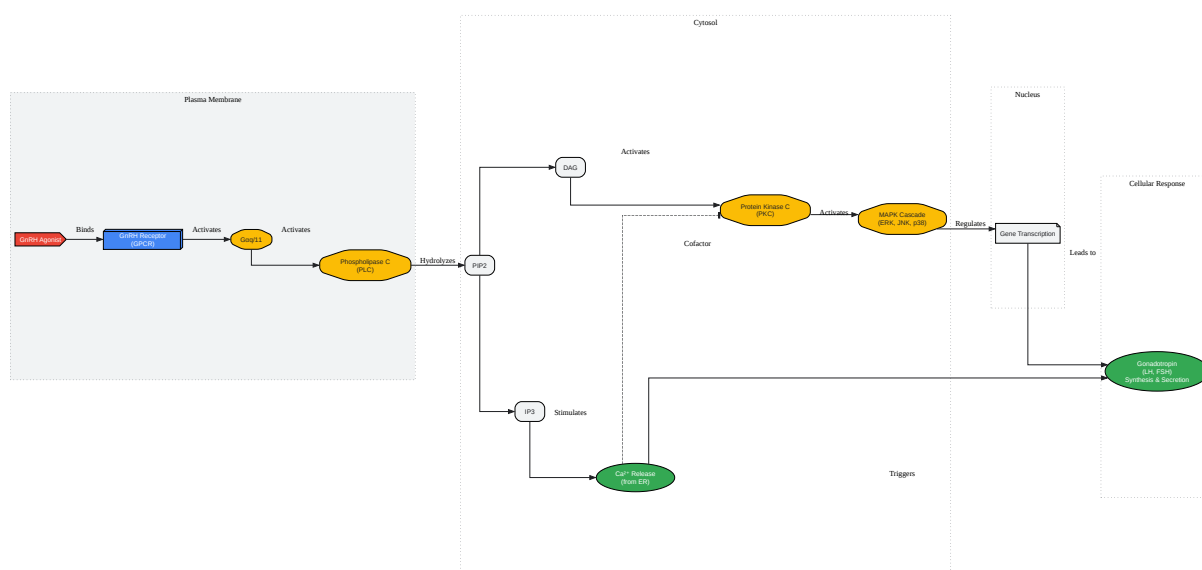 Cytosol
Plasma Membrane
Nucleus
Cellular Response
Activates
DAG
Protein Kinase C
(PKC)
Activates
MAPK Cascade
(ERK, JNK, p38)
Regulates
Gene Transcription
Leads to
Cofactor
GnRH Agonist
Binds
GnRH Receptor
(GPCR)
Activates
Gαq/11
Activates
Phospholipase C
(PLC)
Hydrolyzes
PIP2
Gonadotropin
(LH, FSH)
Synthesis & Secretion
IP3
Stimulates
Ca²⁺ Release
(from ER)
Triggers